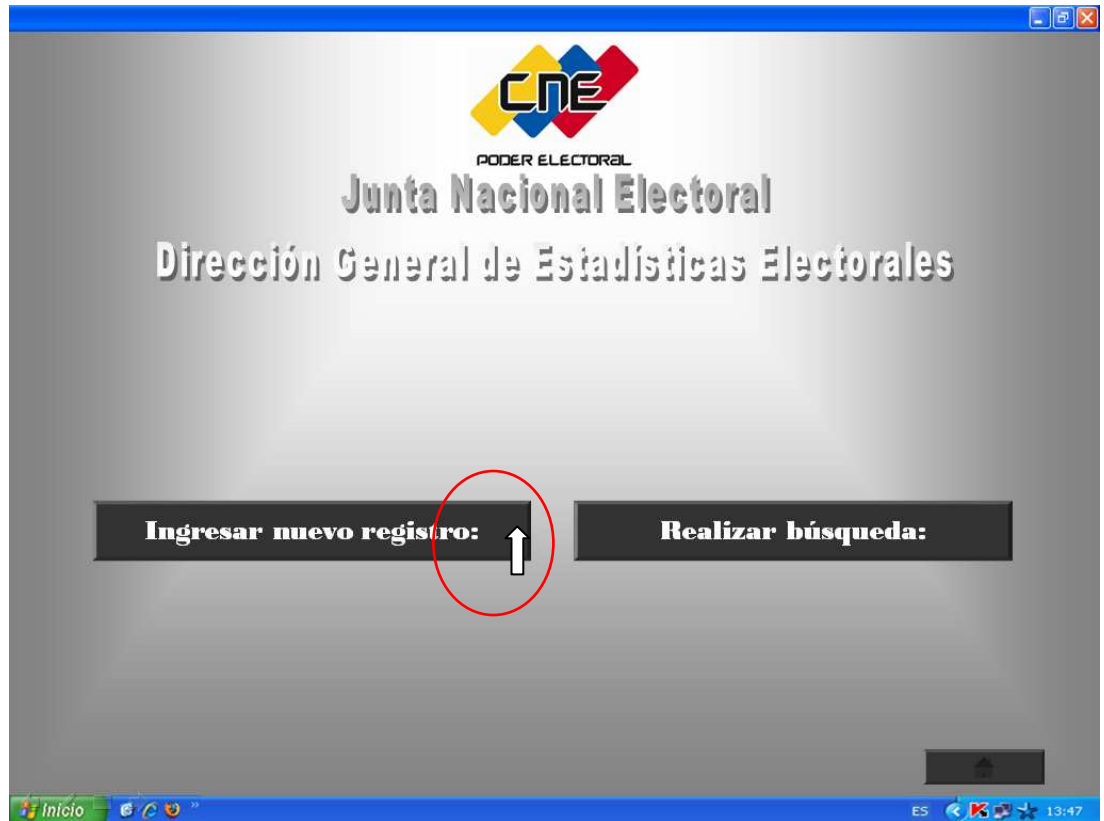 CNE
PODER ELECTORAL
Junta Nacional Electoral
Dirección General de Estadísticas Electorales
Ingresar nuevo registro:
Realizar búsqueda:
Inicio
»
ES
13:47